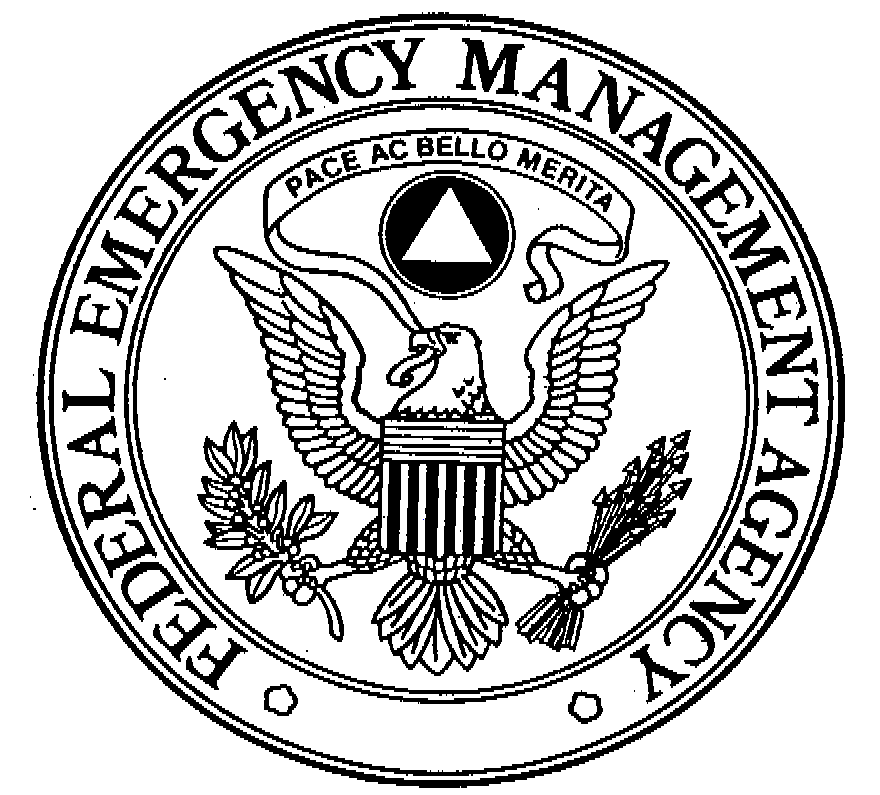 FEDERAL EMERGENCY MANAGEMENT AGENCY
PACE AC BELLO MERITA